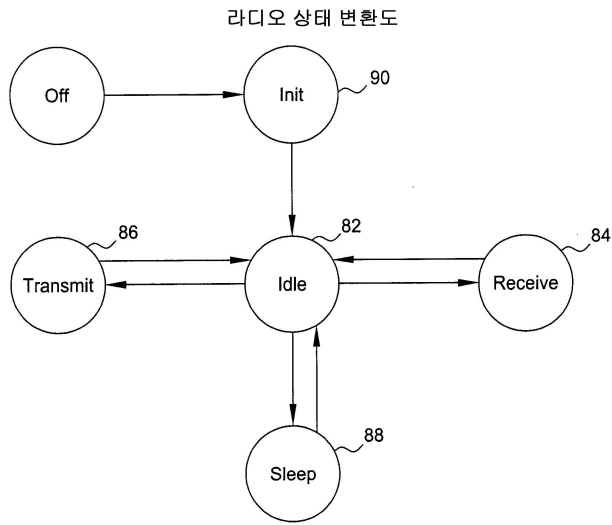 라디오 상태 변환도
Off
Init
90
86
82
84
Transmit
Idle
Receive
88
Sleep